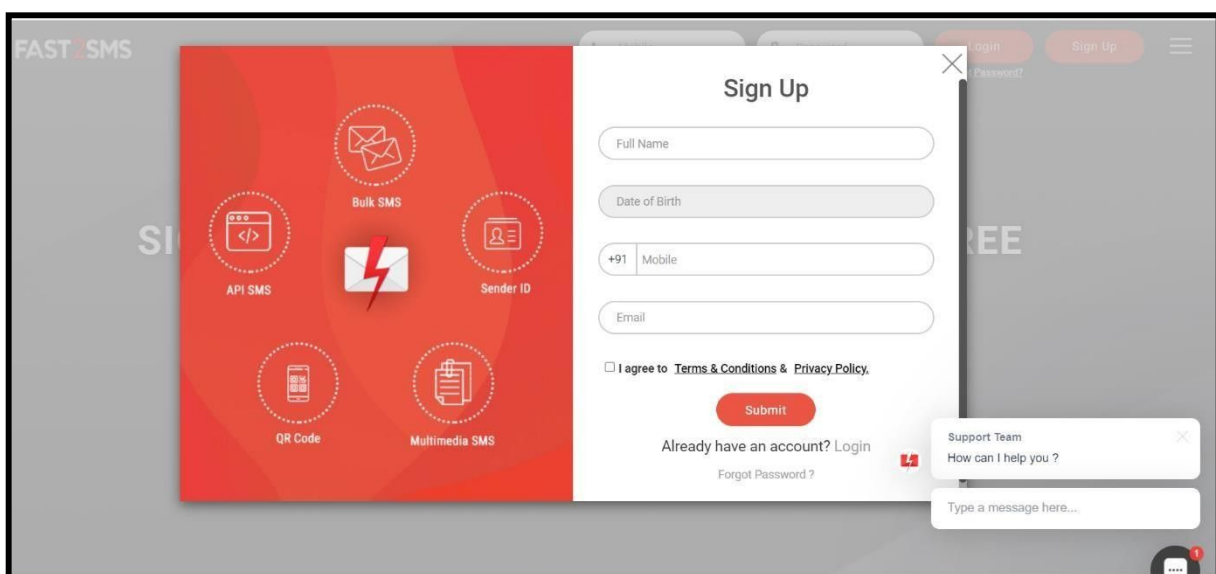 FAST2SMS
Login
Sign Up
Password?
Sign Up
Full Name
Date of Birth
+91 Mobile
Email
I agree to Terms & Conditions & Privacy Policy.
Submit
Already have an account? Login
Forgot Password ?
Bulk SMS
API SMS
Sender ID
QR Code
Multimedia SMS
SI
REE
Support Team
How can I help you ?
Type a message here...
1